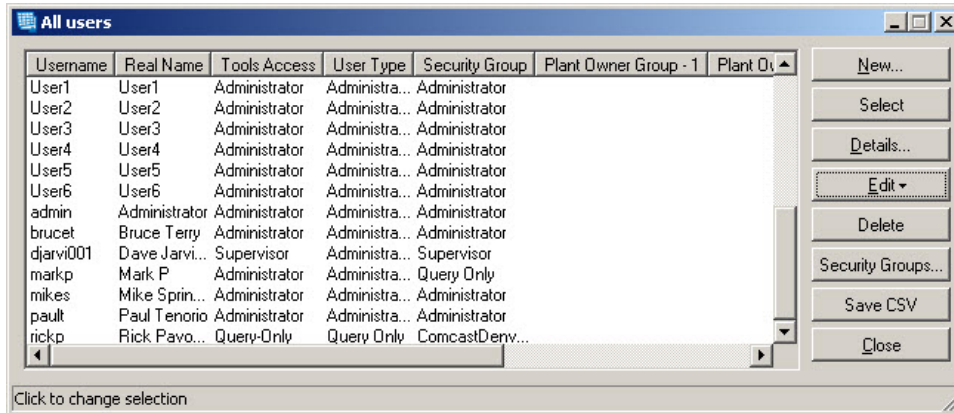 All users
Username Real Name Tools Access User Type Security Group Plant Owner Group - 1 Plant Ov
User1 User1 Administrator Administra... Administrator
User2 User2 Administrator Administra... Administrator
User3 User3 Administrator Administra... Administrator
User4 User4 Administrator Administra... Administrator
User5 User5 Administrator Administra... Administrator
User6 User6 Administrator Administra... Administrator
admin Administrator Administrator Administra... Administrator
brucet Bruce Terry Administrator Administra... Administrator
djarvi001 Dave Jarvi... Supervisor Administra... Supervisor
markp Mark P Administrator Administra... Query Only
mikes Mike Sprin... Administrator Administra... Administrator
pault Paul Tenorio Administrator Administra... Administrator
rickp Rick Pavo... Query-Only Query Only ComcastDenv...
New...
Select
Details...
Edit
Delete
Security Groups...
Save CSV
Close
Click to change selection